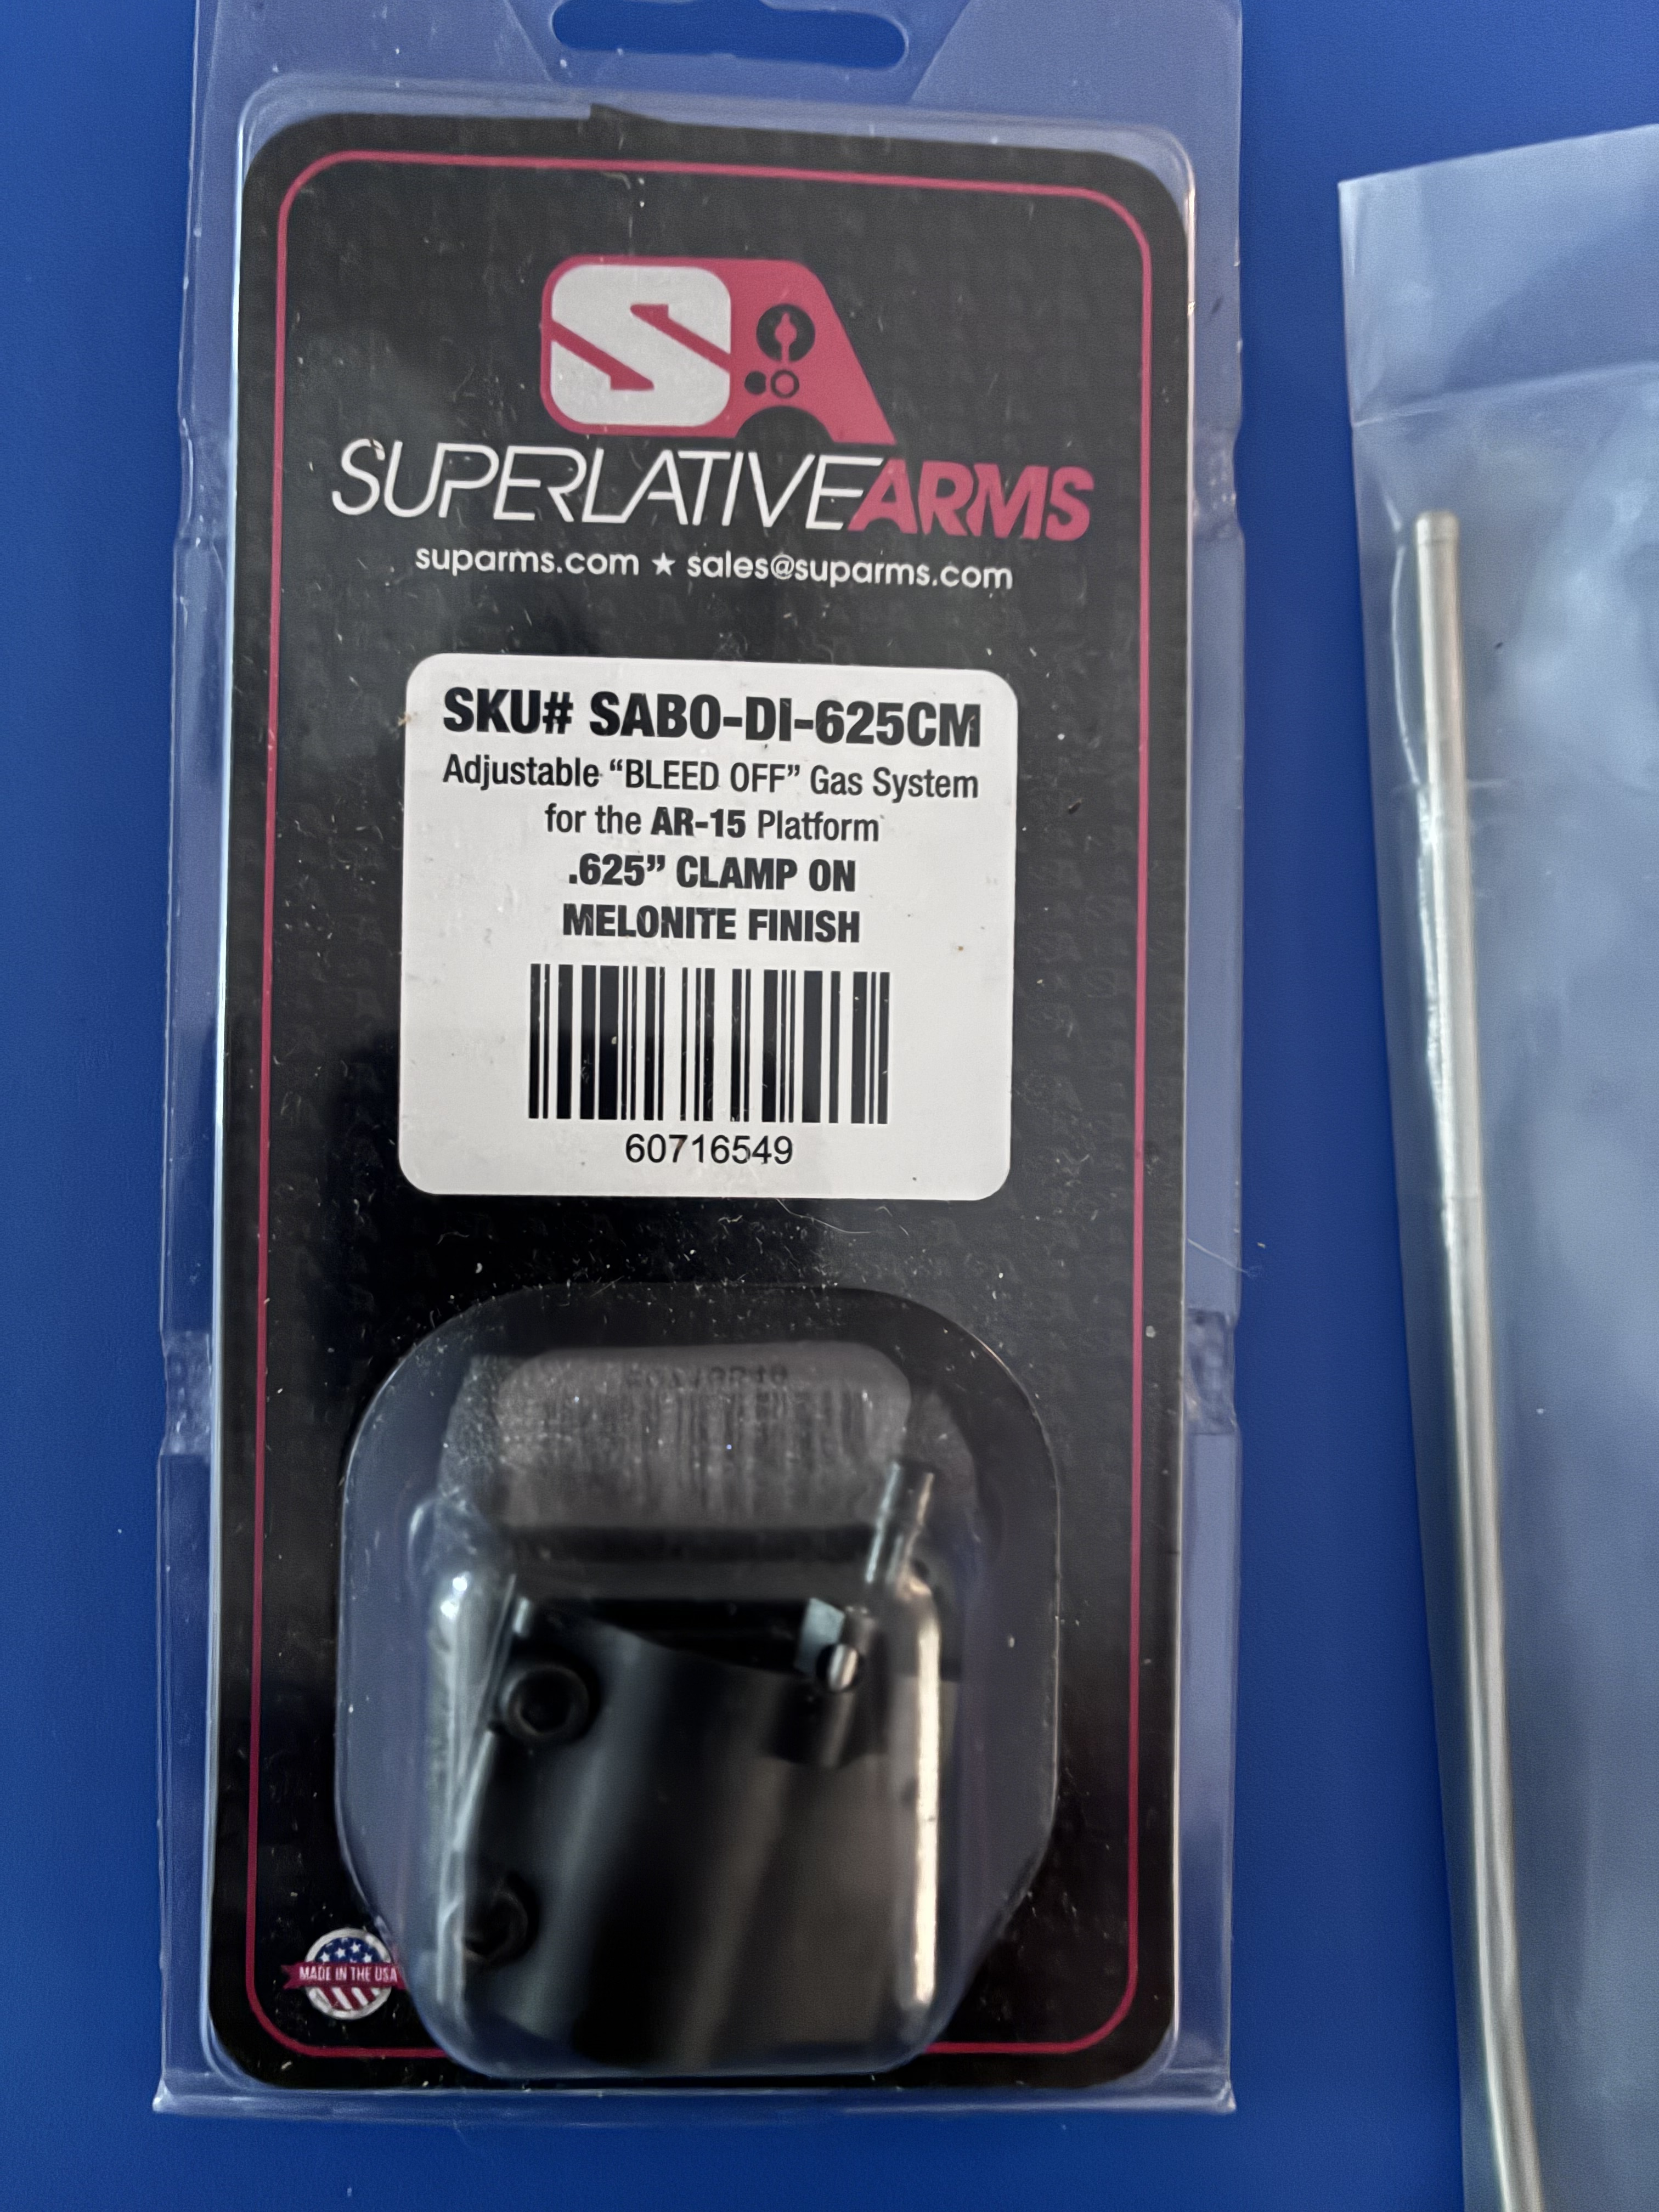 S
SUPERLATIVEARMS
suparms.com ★ sales@suparms.com
SKU# SABO-DI-625CM
Adjustable “BLEED OFF” Gas System
for the AR-15 Platform
.625” CLAMP ON
MELONITE FINISH
60716549
MADE IN THE USA